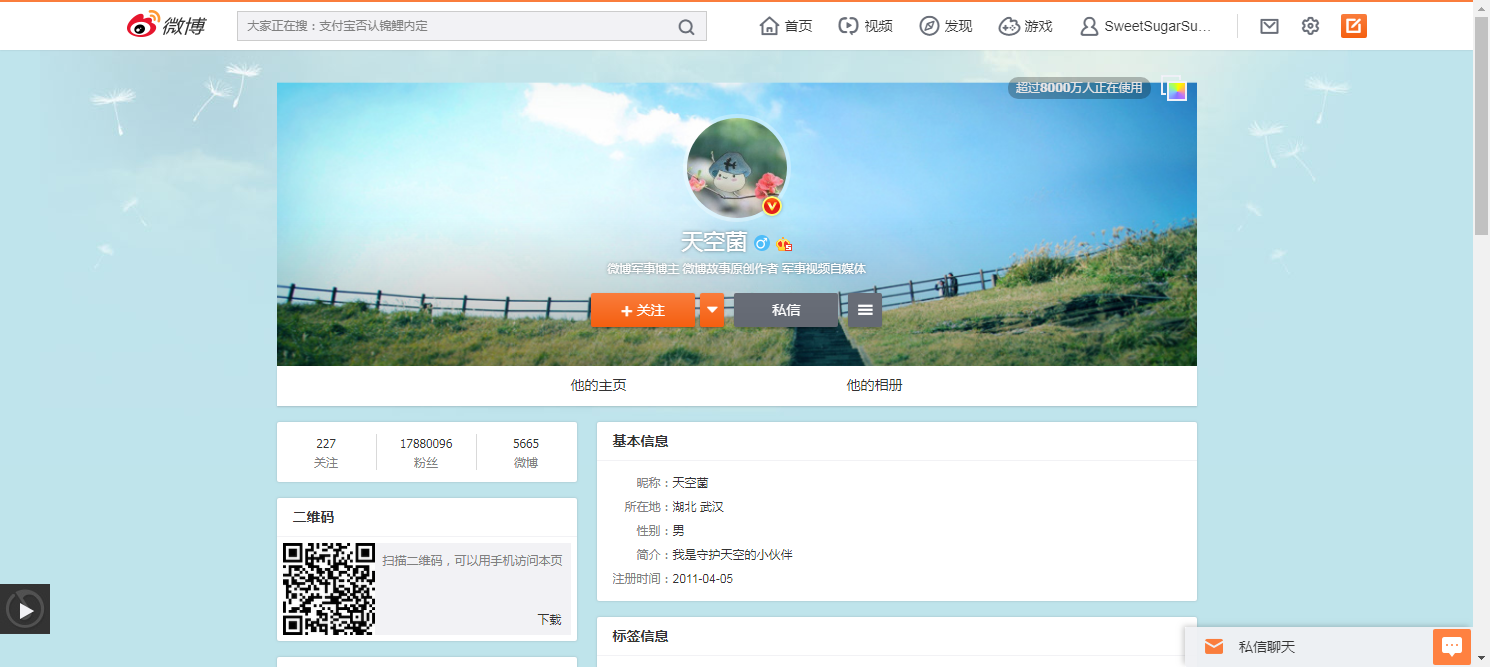 微博
大家正在搜：支付宝否认锦鲤内定
首页
视频
发现
游戏
SweetSugarSu...
超过8000万人正在使用
天空菌
微博军事博主 微博故事原创作者 军事视频自媒体
+关注
私信
他的主页
他的相册
227
关注
17880096
粉丝
5665
微博
二维码
扫描二维码，可以用手机访问本页
下载
基本信息
昵称：天空菌
所在地：湖北 武汉
性别：男
简介：我是守护天空的小伙伴
注册时间：2011-04-05
标签信息
私信聊天